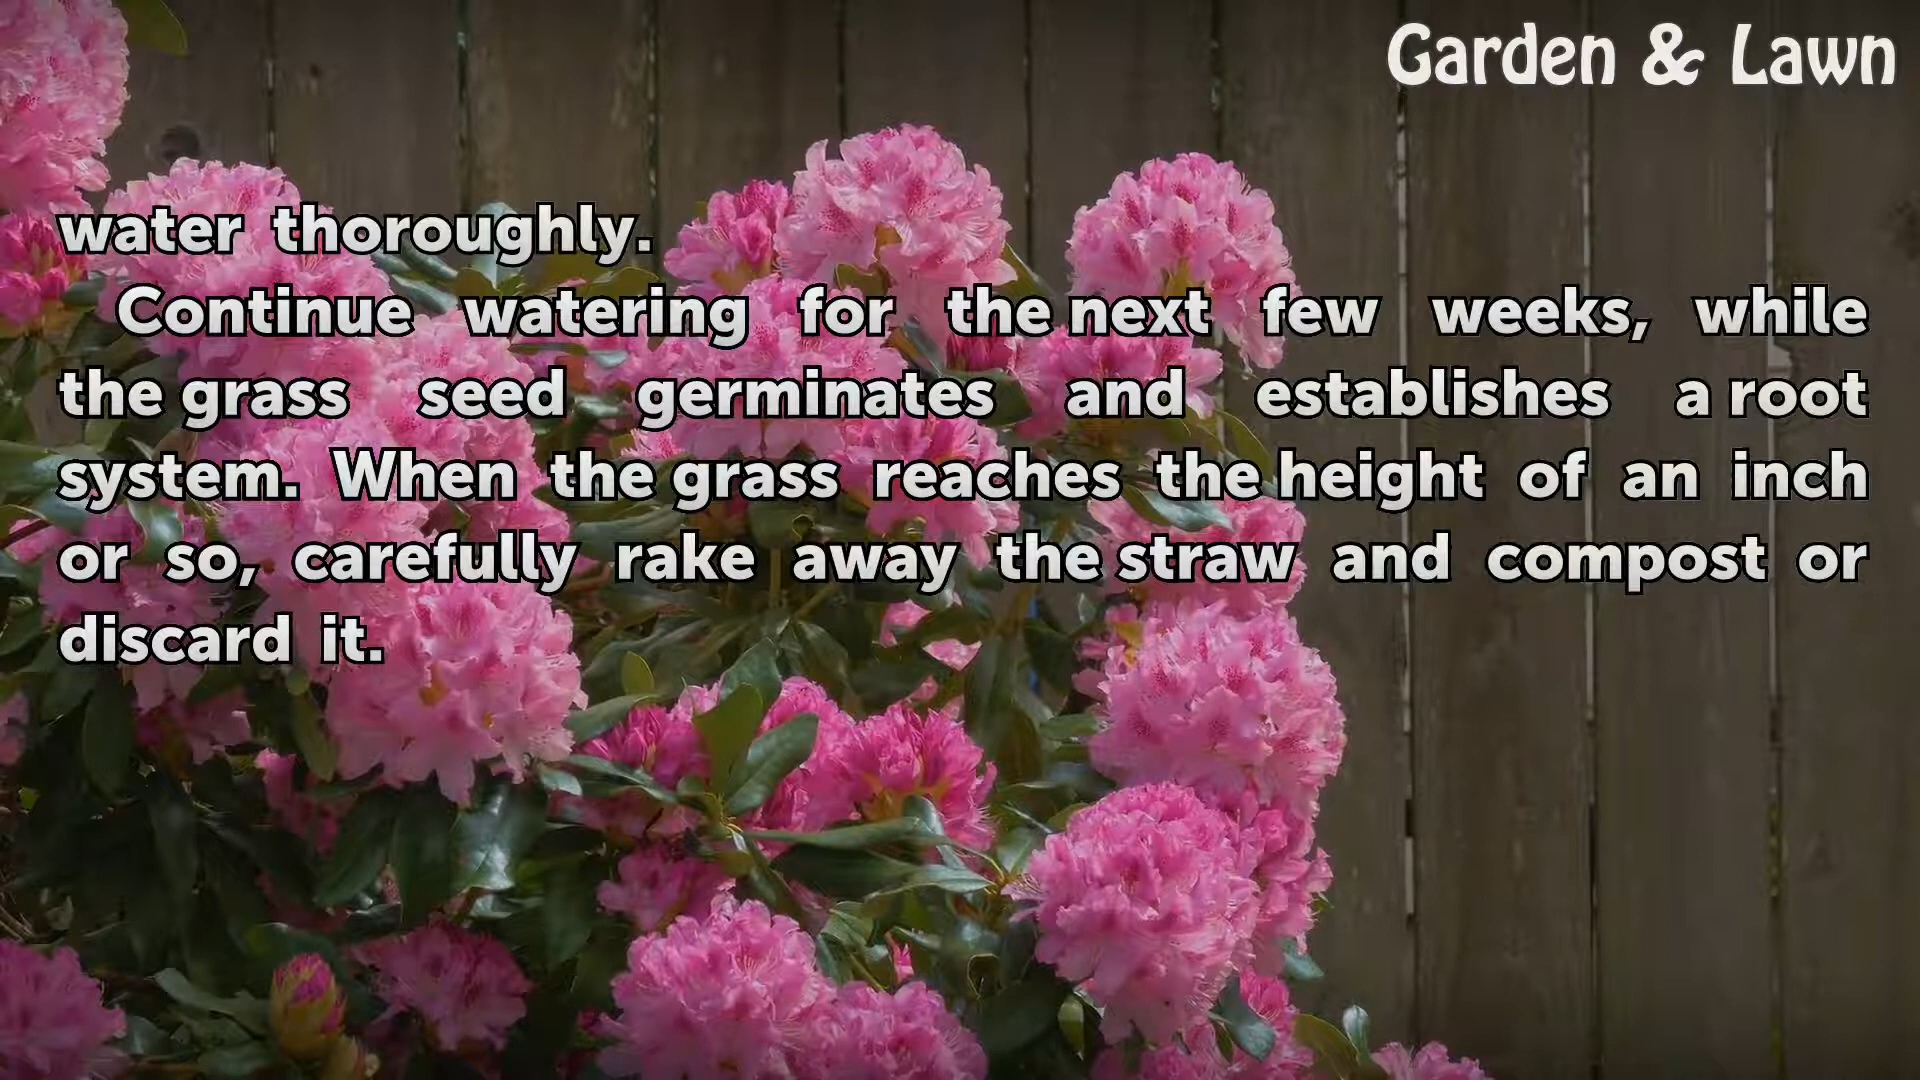 Garden & Lawn
water thoroughly.
Continue watering for the next few weeks, while
the grass seed germinates and establishes a root
system. When the grass reaches the height of an inch
or so, carefully rake away the straw and compost or
discard it.